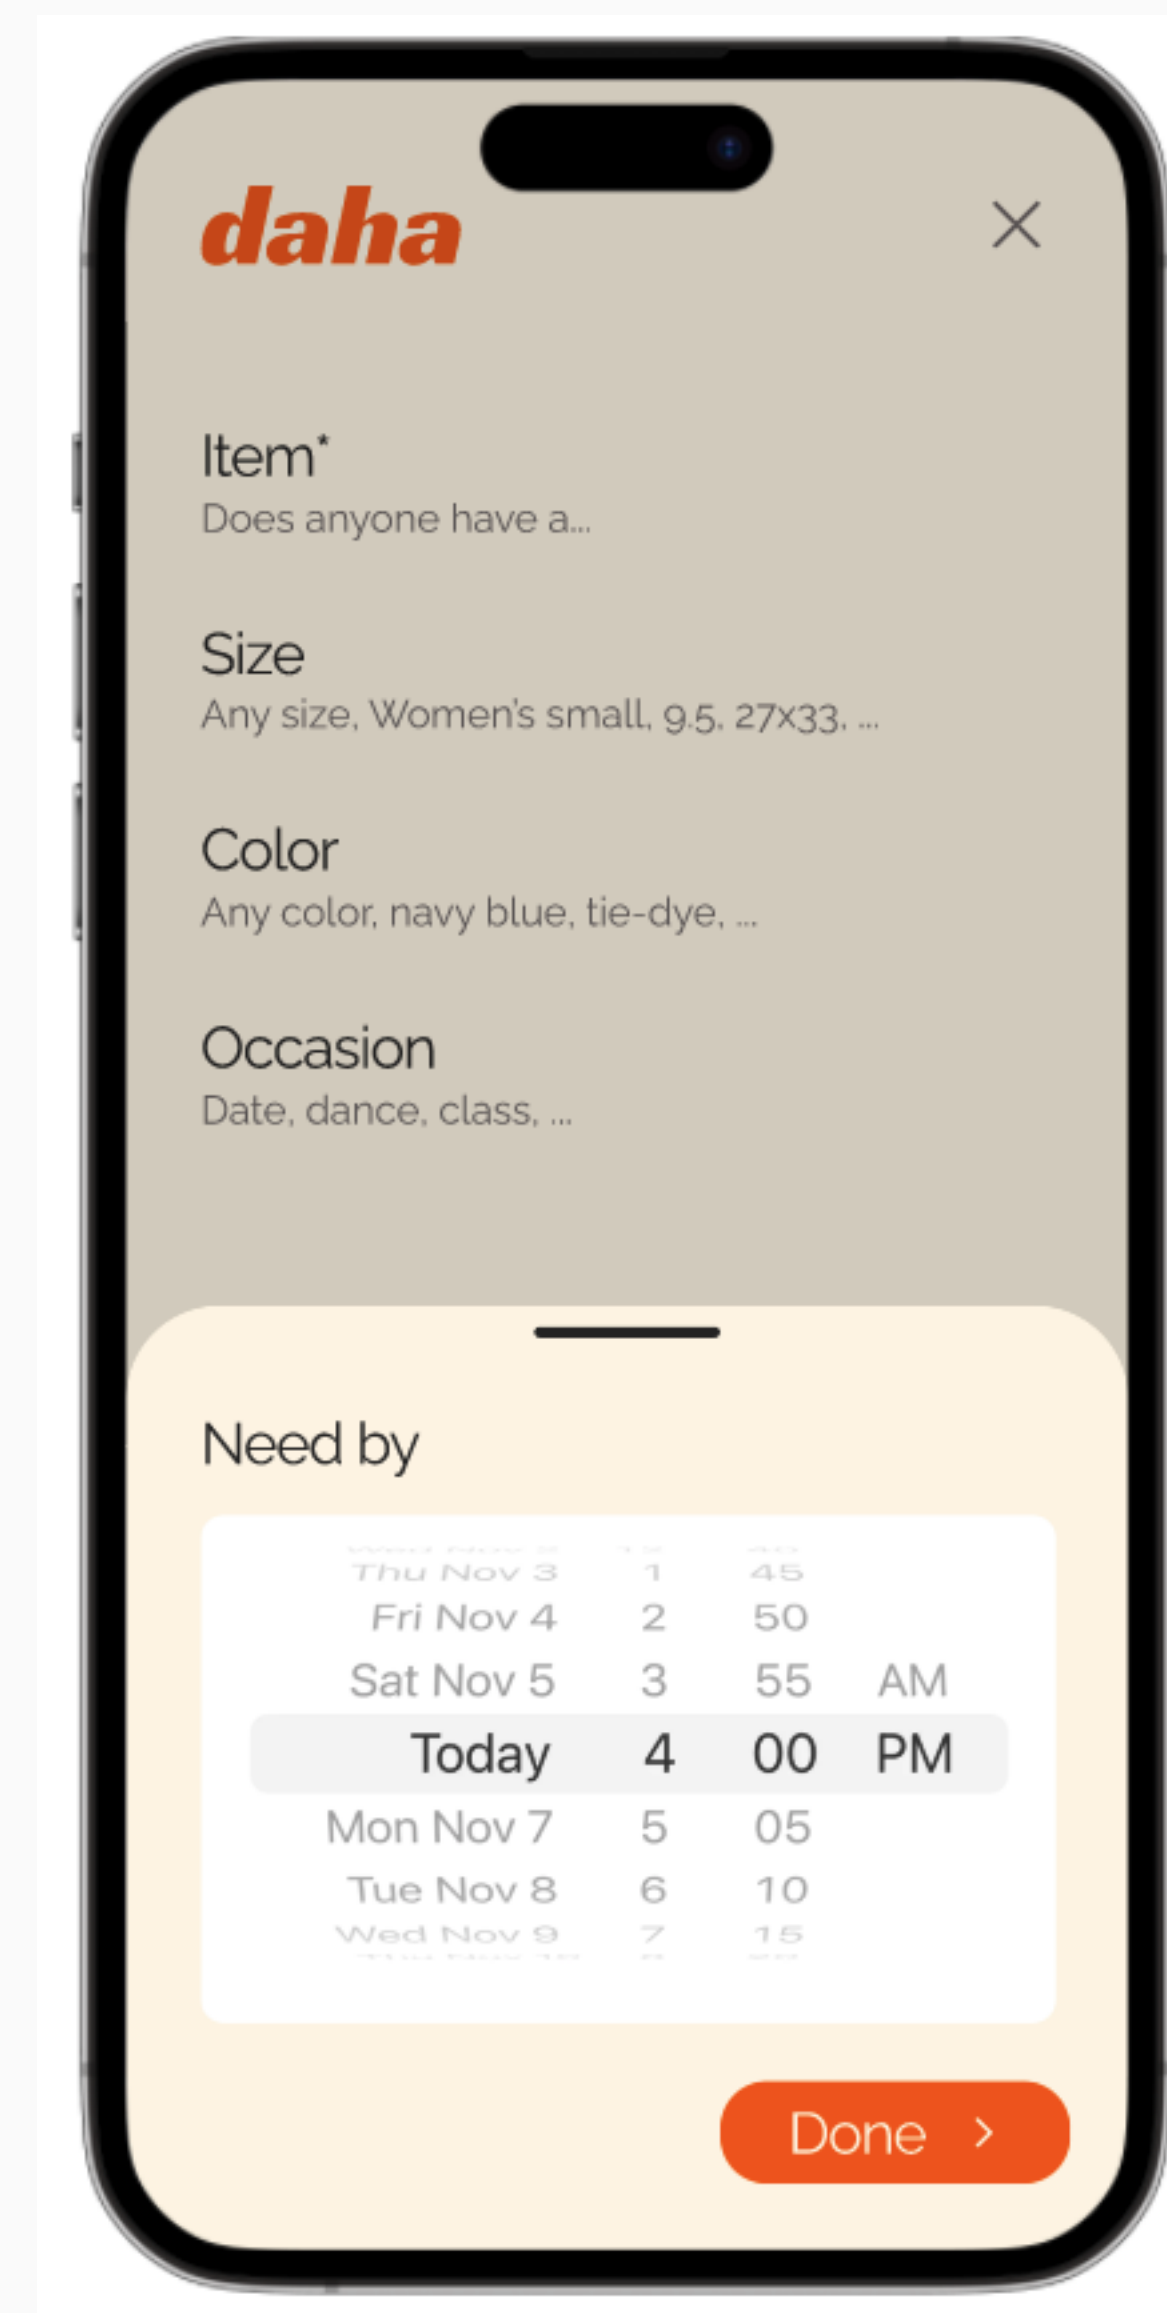 daha
Item*
Does anyone have a...
Size
Any size, Women's small, 9.5, 27x33, ...
Color
Any color, navy blue, tie-dye, ...
Occasion
Date, dance, class, ...
Need by
Thu Nov 3 1 45
Fri Nov 4 2 50
Sat Nov 5 3 55 AM
Today 4 00 PM
Mon Nov 7 5 05
Tue Nov 8 6 10
Wed Nov 9 7 15
Done >